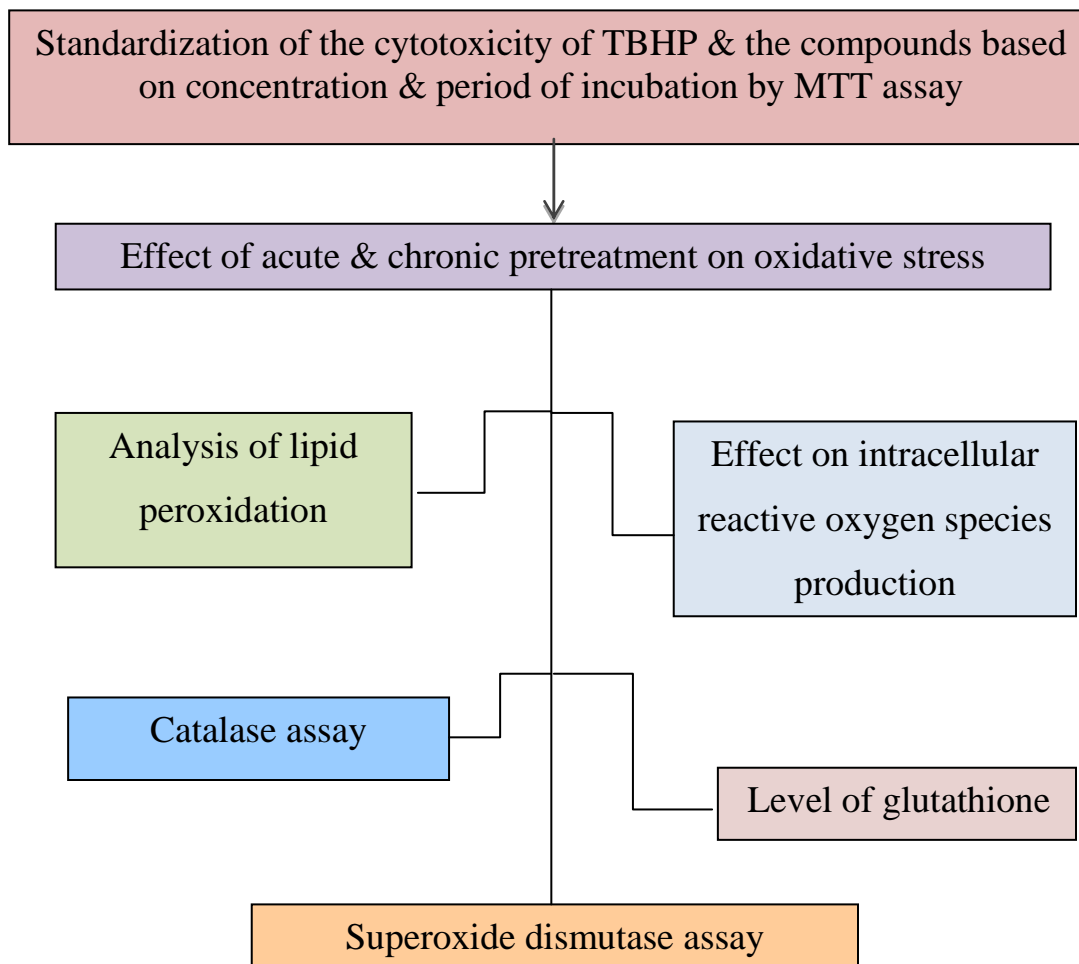 Standardization of the cytotoxicity of TBHP & the compounds based
on concentration & period of incubation by MTT assay
Effect of acute & chronic pretreatment on oxidative stress
Analysis of lipid
peroxidation
Effect on intracellular
reactive oxygen species
production
Catalase assay
Level of glutathione
Superoxide dismutase assay